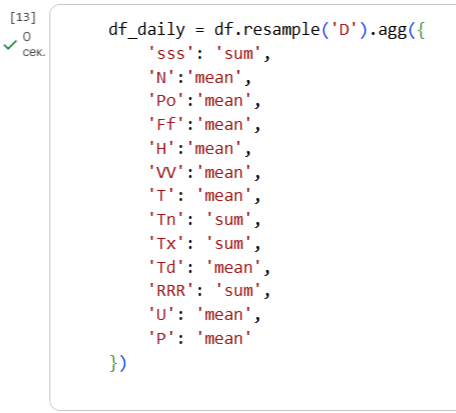 [13]
0
сек.
df_daily = df.resample('D').agg({
    'sss': 'sum',
    'N':'mean',
    'Po':'mean',
    'Ff':'mean',
    'H':'mean',
    'VV':'mean',
    'T': 'mean',
    'Tn': 'sum',
    'Tx': 'sum',
    'Td': 'mean',
    'RRR': 'sum',
    'U': 'mean',
    'P': 'mean'
})